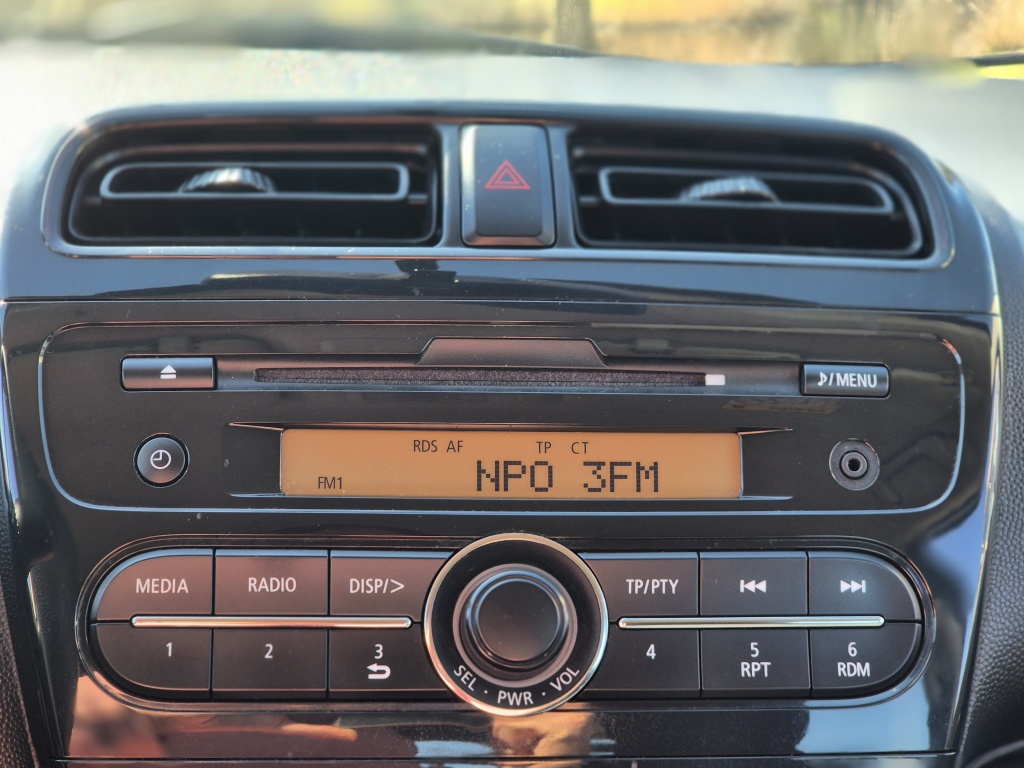 ♪/MENU
RDS AF TP CT
FM1 NPO 3FM
MEDIA RADIO DISP/> TP/PTY
1 2 3 4 5 6
RPT RDM
SEL · PWR · VOL